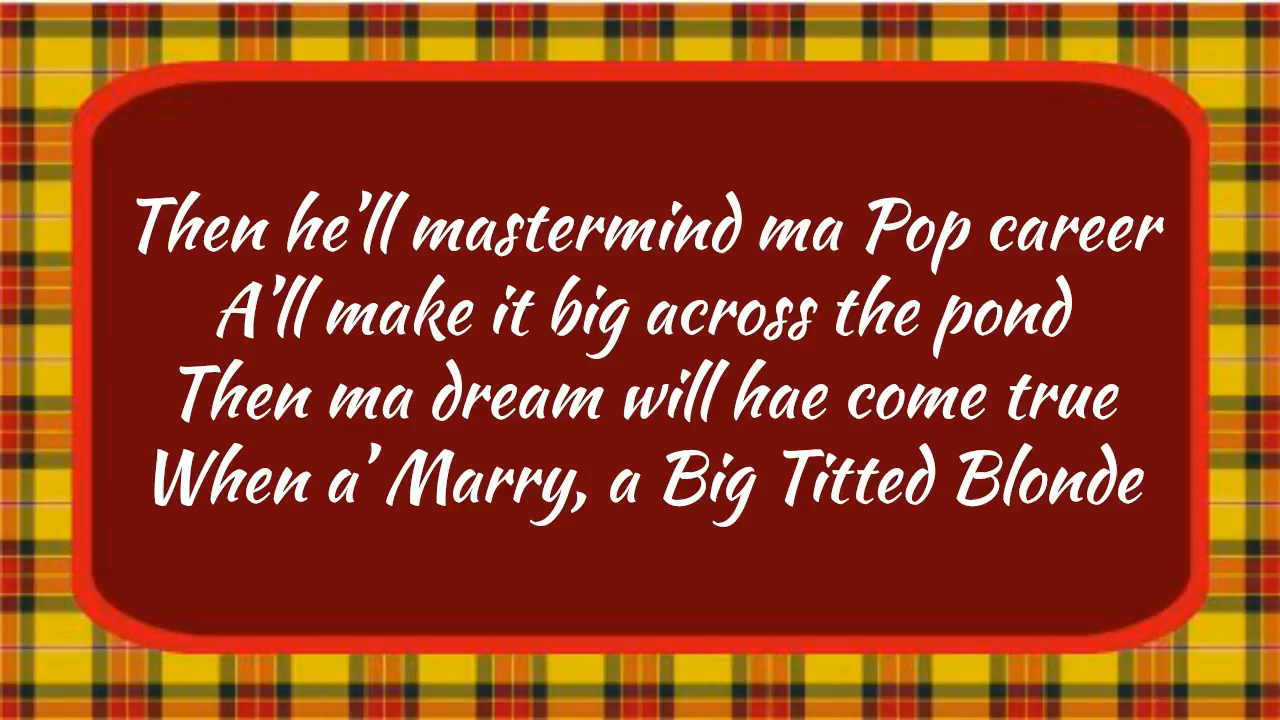 Then he'll mastermind ma Pop career
A'll make it big across the pond
Then ma dream will hae come true
When a' Marry, a Big Titted Blonde